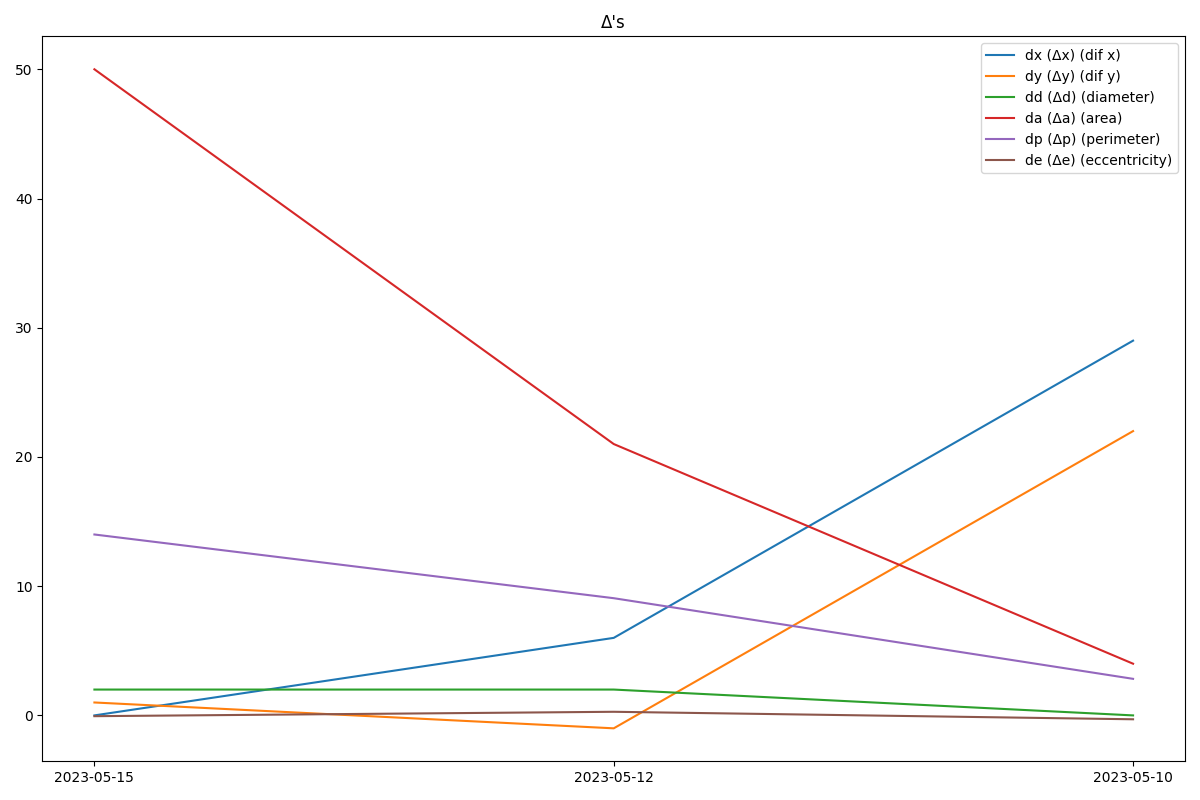 Δ's
dx (Δx) (dif x)
dy (Δy) (dif y)
dd (Δd) (diameter)
da (Δa) (area)
dp (Δp) (perimeter)
de (Δe) (eccentricity)
50
40
30
20
10
0
2023-05-15 2023-05-12 2023-05-10